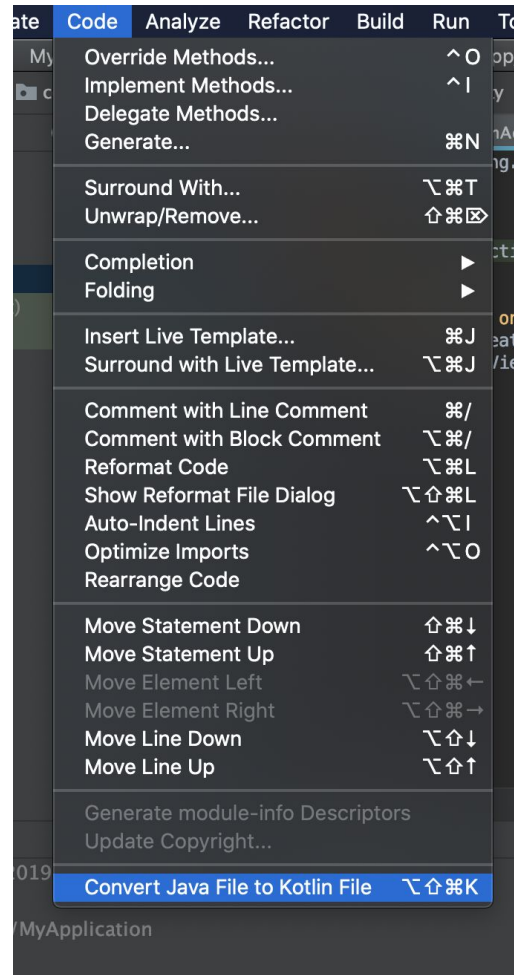 ate Code Analyze Refactor Build Run To
My
Override Methods... ^O
Implement Methods... ^I
Delegate Methods...
Generate... ⌘N
Surround With... ⌥⌘T
Unwrap/Remove... ⇧⌘⌦
Completion ▶
Folding ▶
Insert Live Template... ⌘J
Surround with Live Template... ⌥⌘J
Comment with Line Comment ⌘/
Comment with Block Comment ⌥⌘/
Reformat Code ⌥⌘L
Show Reformat File Dialog ⌥⇧⌘L
Auto-Indent Lines ^⌥I
Optimize Imports ^⌥O
Rearrange Code
Move Statement Down ⇧⌘↓
Move Statement Up ⇧⌘↑
Move Element Left ⌥⇧⌘←
Move Element Right ⌥⇧⌘→
Move Line Down ⌥⇧↓
Move Line Up ⌥⇧↑
Generate module-info Descriptors
Update Copyright...
2019
Convert Java File to Kotlin File ⌥⇧⌘K
/MyApplication